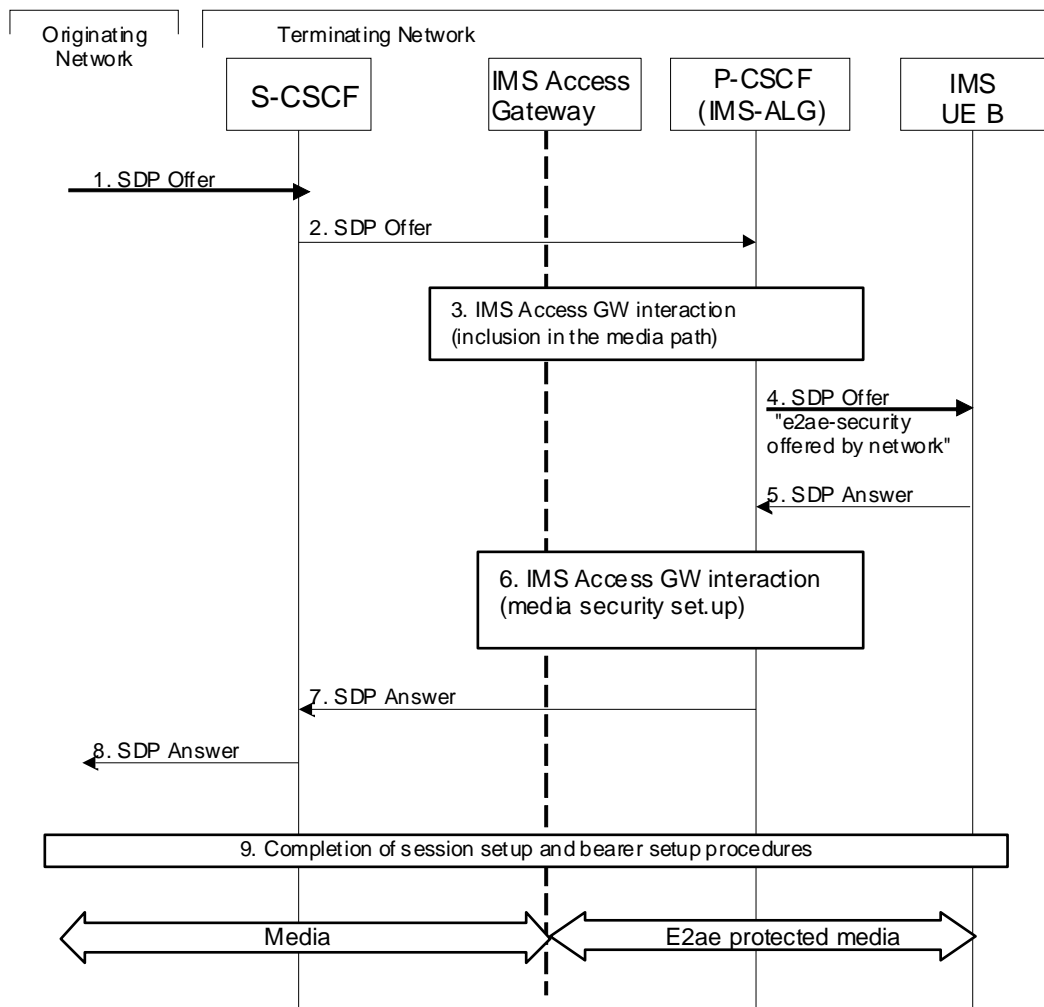 Originating
Network
Terminating Network
S-CSCF
IMS Access
Gateway
P-CSCF
(IMS-ALG)
IMS
UE B
1. SDP Offer
2. SDP Offer
3. IMS Access GW interaction
(inclusion in the media path)
4. SDP Offer
"e2ae-security
offered by network"
5. SDP Answer
6. IMS Access GW interaction
(media security set.up)
7. SDP Answer
8. SDP Answer
9. Completion of session setup and bearer setup procedures
Media
E2ae protected media